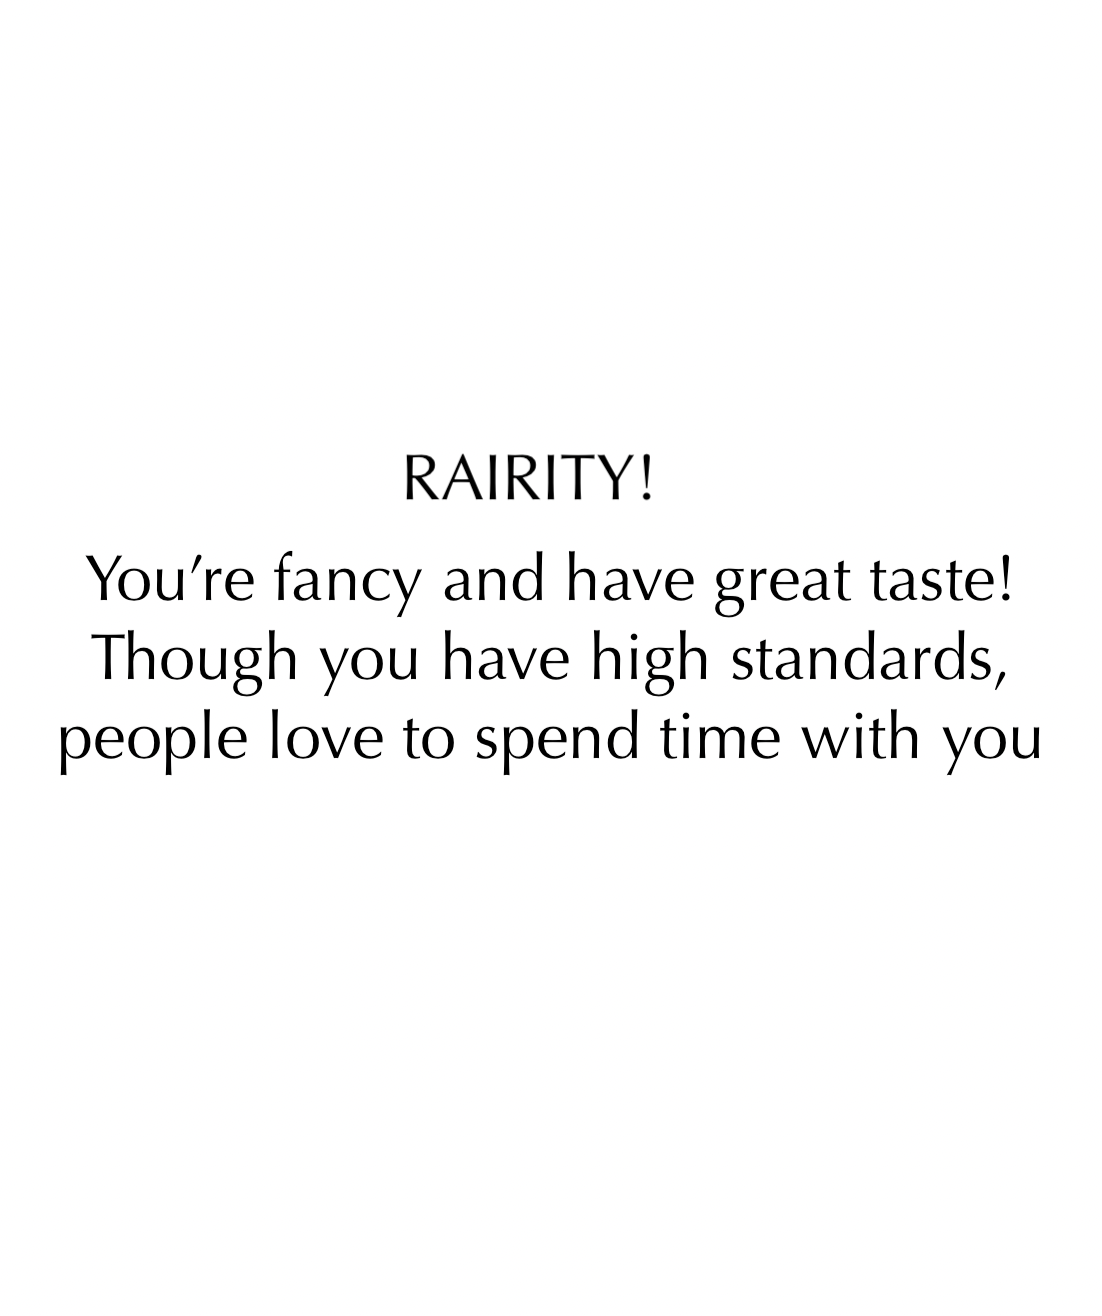 RAIRITY!
You’re fancy and have great taste!
Though you have high standards,
people love to spend time with you